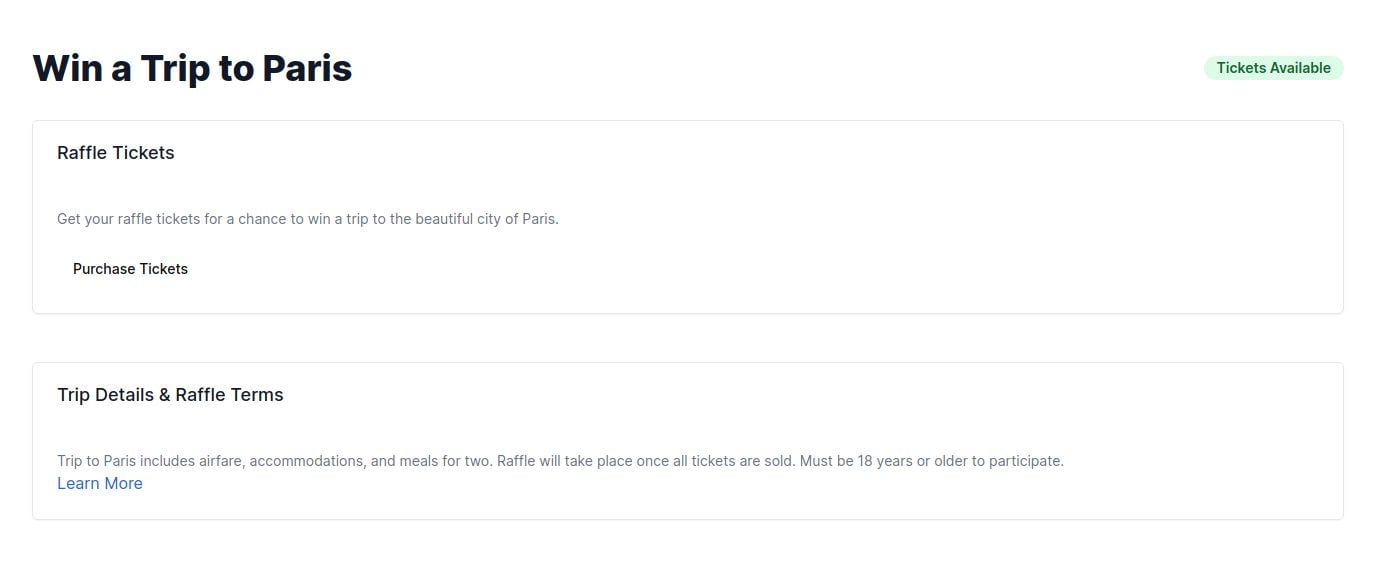 Win a Trip to Paris
Tickets Available
Raffle Tickets
Get your raffle tickets for a chance to win a trip to the beautiful city of Paris.
Purchase Tickets
Trip Details & Raffle Terms
Trip to Paris includes airfare, accommodations, and meals for two. Raffle will take place once all tickets are sold. Must be 18 years or older to participate.
Learn More